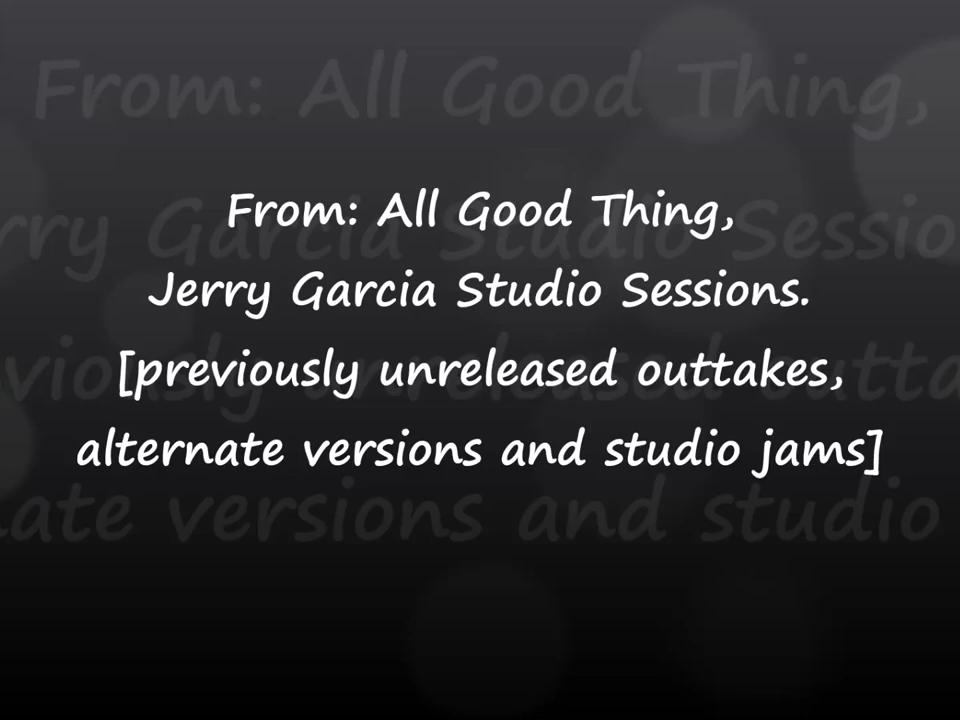 From: All Good Thing,
Jerry Garcia Studio Sessions.
[previously unreleased outtakes,
alternate versions and studio jams]